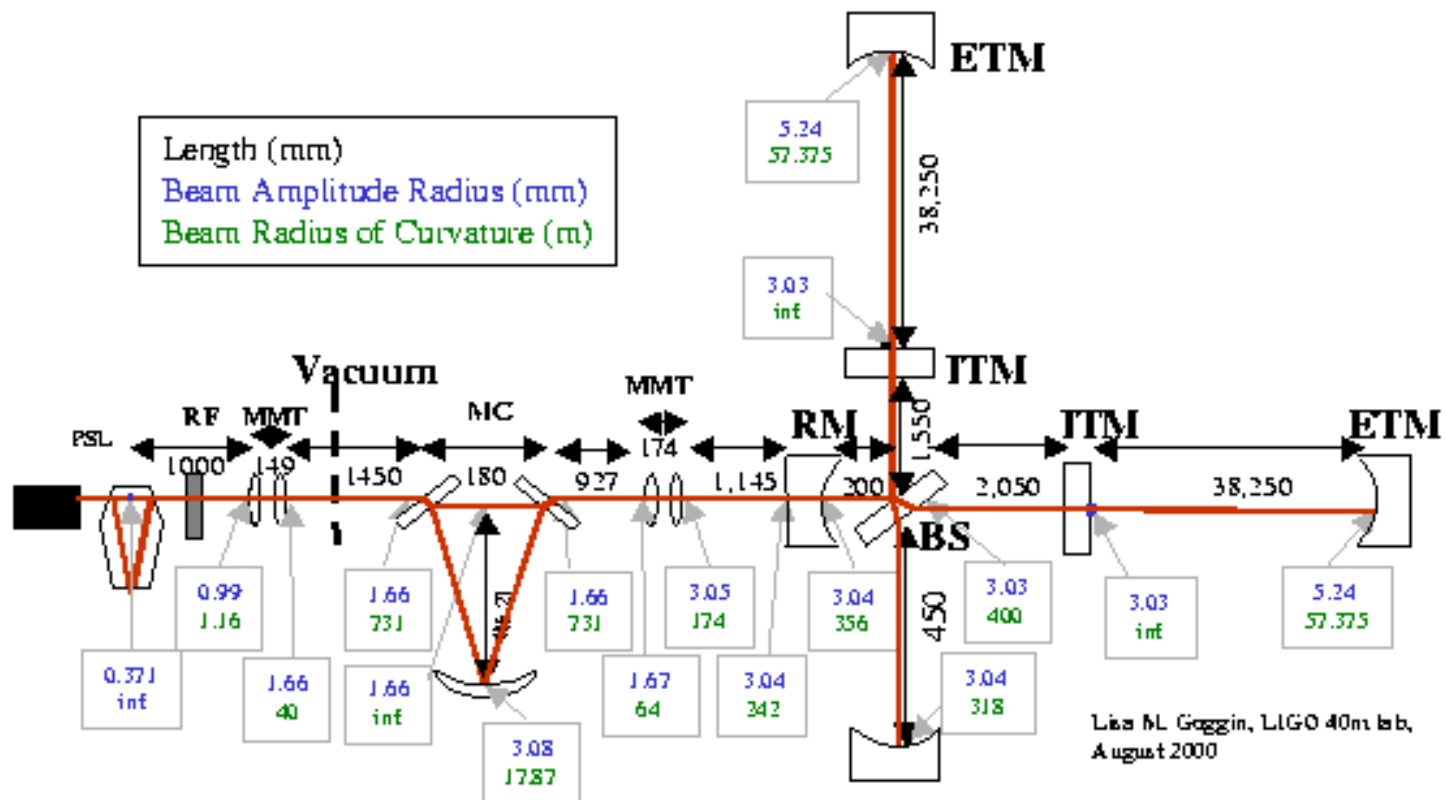 ETM
5.24
57.375
Length (mm)
Beam Amplitude Radius (mm)
Beam Radius of Curvature (m)
38,250
3.03
inf
Vacuum
ITM
MMT
MC
RM
ITM
ETM
PSL
RF
MMT
1,550
174
1000
149
1450
180
927
1,145
200
2,050
38,250
BS
0.99
1.16
1.66
731
1.66
731
3.05
174
3.04
356
3.03
400
450
3.03
inf
5.24
57.375
0.371
inf
1.66
40
1.66
inf
1.67
64
3.04
242
3.04
318
3.08
17.87
Lisa M. Goggin, LIGO 40m lab,
August 2000